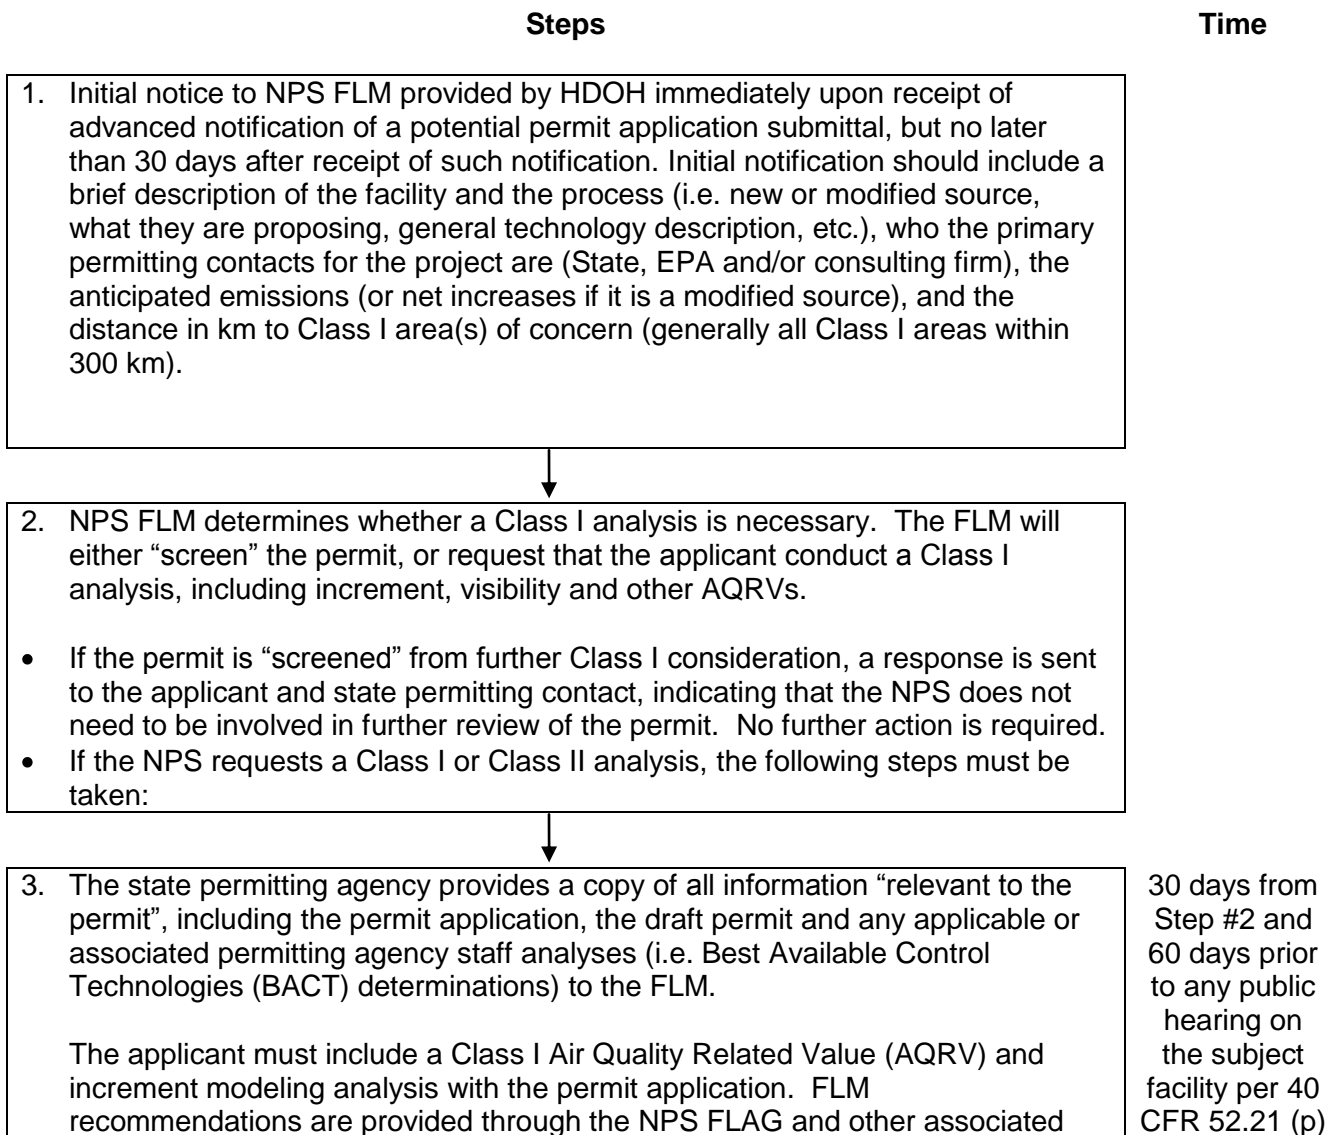 Steps Time
1. Initial notice to NPS FLM provided by HDOH immediately upon receipt of
advanced notification of a potential permit application submittal, but no later
than 30 days after receipt of such notification. Initial notification should include a
brief description of the facility and the process (i.e. new or modified source,
what they are proposing, general technology description, etc.), who the primary
permitting contacts for the project are (State, EPA and/or consulting firm), the
anticipated emissions (or net increases if it is a modified source), and the
distance in km to Class I area(s) of concern (generally all Class I areas within
300 km).
2. NPS FLM determines whether a Class I analysis is necessary. The FLM will
either “screen” the permit, or request that the applicant conduct a Class I
analysis, including increment, visibility and other AQRVs.
• If the permit is “screened” from further Class I consideration, a response is sent
to the applicant and state permitting contact, indicating that the NPS does not
need to be involved in further review of the permit. No further action is required.
• If the NPS requests a Class I or Class II analysis, the following steps must be
taken:
3. The state permitting agency provides a copy of all information “relevant to the
permit”, including the permit application, the draft permit and any applicable or
associated permitting agency staff analyses (i.e. Best Available Control
Technologies (BACT) determinations) to the FLM.
The applicant must include a Class I Air Quality Related Value (AQRV) and
increment modeling analysis with the permit application. FLM
recommendations are provided through the NPS FLAG and other associated
30 days from
Step #2 and
60 days prior
to any public
hearing on
the subject
facility per 40
CFR 52.21 (p)